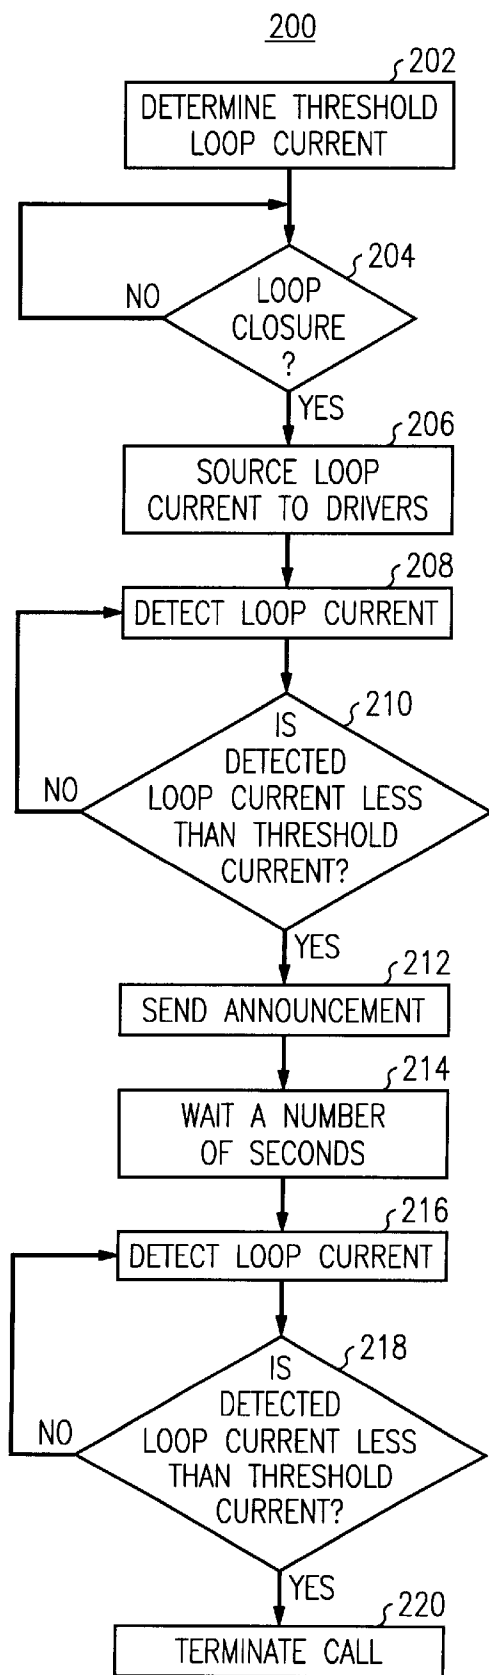 200
202
DETERMINE THRESHOLD
LOOP CURRENT
204
NO
LOOP
CLOSURE
?
YES
206
SOURCE LOOP
CURRENT TO DRIVERS
208
DETECT LOOP CURRENT
210
IS
DETECTED
LOOP CURRENT LESS
THAN THRESHOLD
CURRENT?
NO
YES
212
SEND ANNOUNCEMENT
214
WAIT A NUMBER
OF SECONDS
216
DETECT LOOP CURRENT
218
IS
DETECTED
LOOP CURRENT LESS
THAN THRESHOLD
CURRENT?
NO
YES
220
TERMINATE CALL